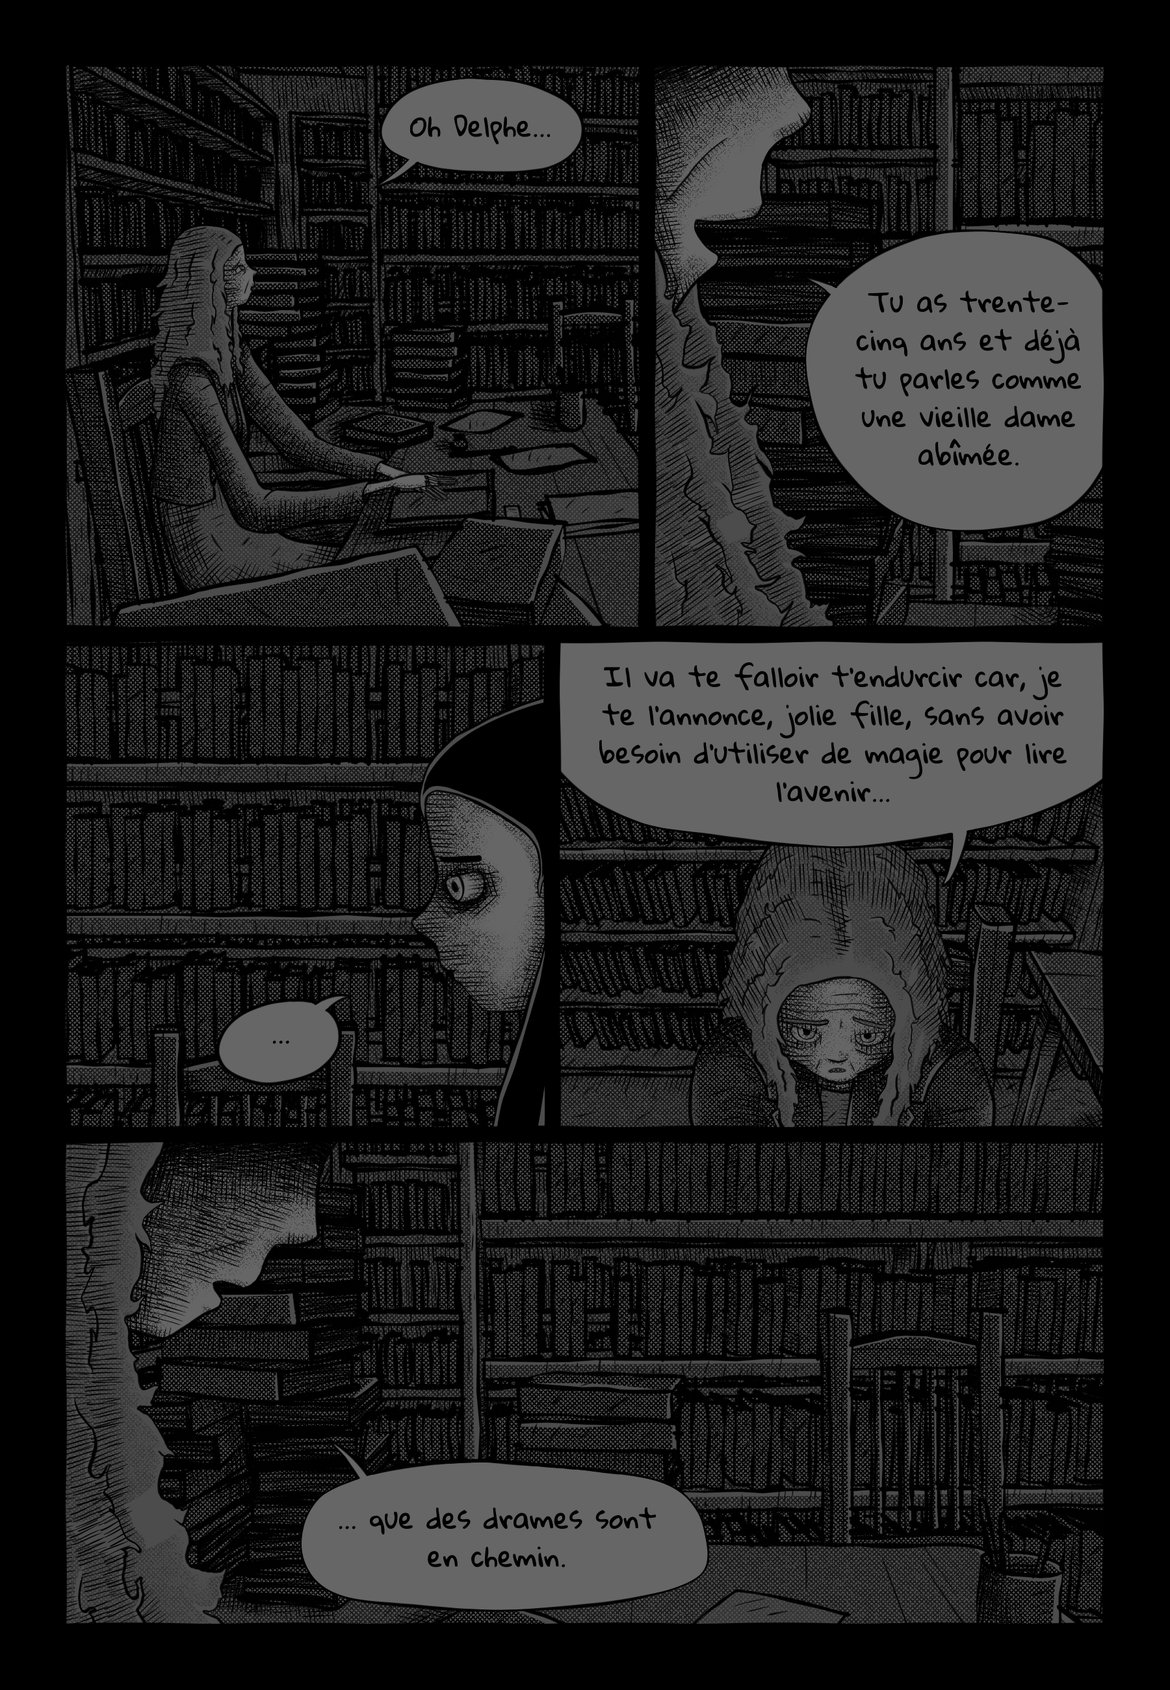 Oh Delphe...
Tu as trente-
cinq ans et déjà
tu parles comme
une vieille dame
abîmée.
Il va te falloir t'endurcir car, je
te l'annonce, jolie fille, sans avoir
besoin d'utiliser de magie pour lire
l'avenir...
...
... que des drames sont
en chemin.